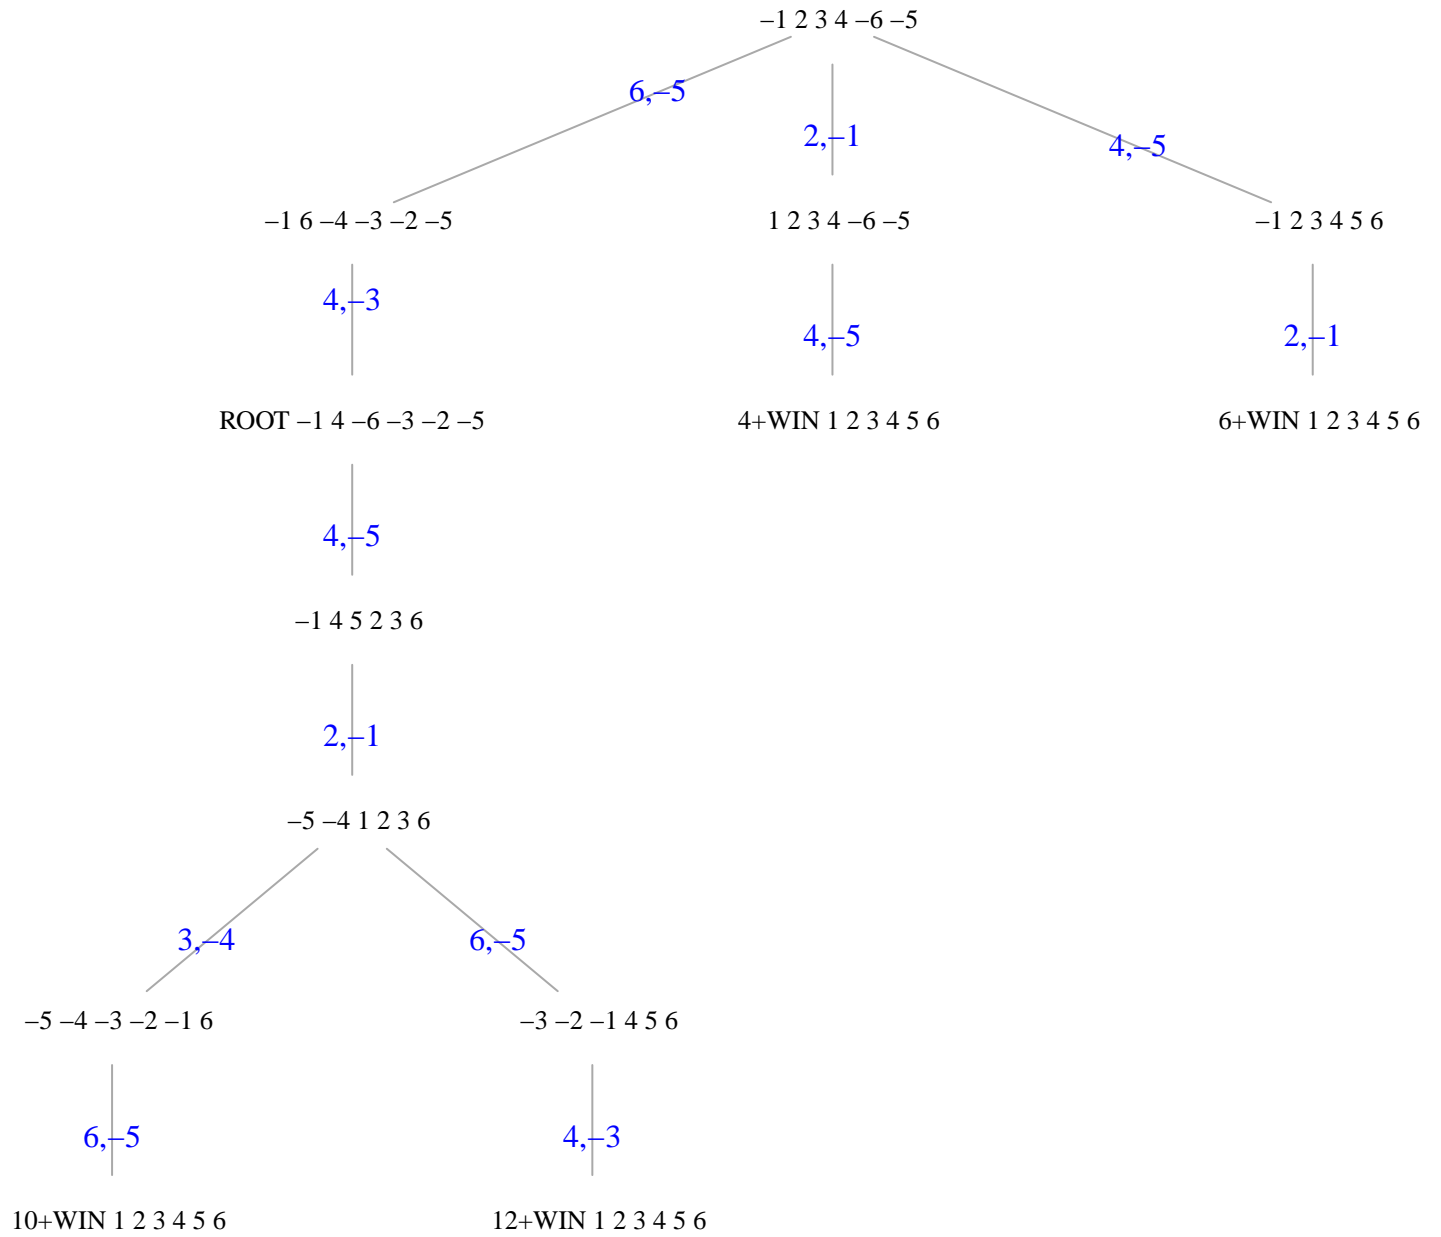 –1 2 3 4 –6 –5
6,–5
2,–1
4,–5
–1 6 –4 –3 –2 –5
1 2 3 4 –6 –5
–1 2 3 4 5 6
4,–3
4,–5
2,–1
ROOT –1 4 –6 –3 –2 –5
4+WIN 1 2 3 4 5 6
6+WIN 1 2 3 4 5 6
4,–5
–1 4 5 2 3 6
2,–1
–5 –4 1 2 3 6
3,–4
6,–5
–5 –4 –3 –2 –1 6
–3 –2 –1 4 5 6
6,–5
4,–3
10+WIN 1 2 3 4 5 6
12+WIN 1 2 3 4 5 6